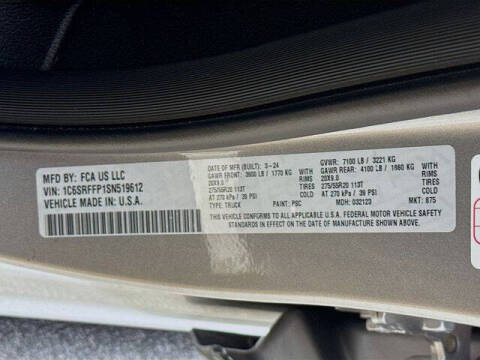 MFD BY: FCA US LLC
VIN: 1C6SRFFP1SN519612
VEHICLE MADE IN U.S.A.
DATE OF MFR (BUILT): 3-24 GVWR: 7100 LB / 3221 KG
GAWR FRONT: 3900 LB / 1770 KG WITH GAWR REAR: 4100 LB / 1860 KG WITH
20X9.0 RIMS 20X9.0 RIMS
275/55R20 113T TIRES 275/55R20 113T TIRES
AT 270 kPa / 39 PSI COLD AT 270 kPa / 39 PSI COLD
TYPE: TRUCK PAINT: PSC MDH: 032123 MKT: 875
THIS VEHICLE CONFORMS TO ALL APPLICABLE FEDERAL MOTOR VEHICLE SAFETY
STANDARDS IN EFFECT ON THE DATE OF MANUFACTURE SHOWN ABOVE.